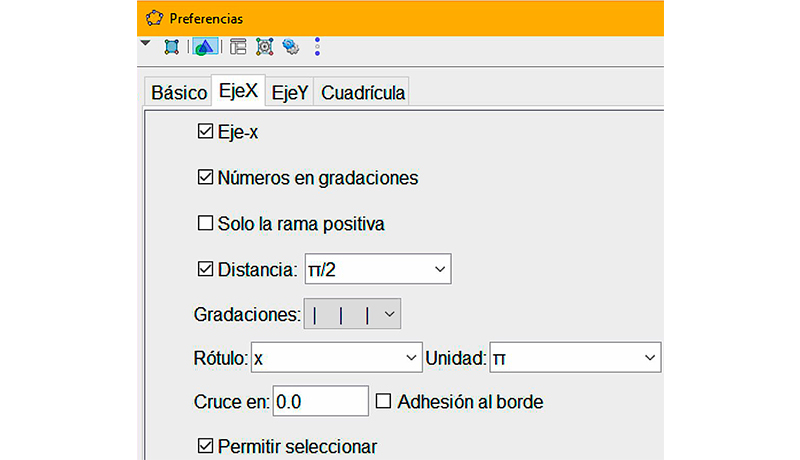 Preferencias
Básico EjeX EjeY Cuadrícula
Eje-x
Números en gradaciones
Solo la rama positiva
Distancia: π/2
Gradaciones: | | |
Rótulo: x Unidad: π
Cruce en: 0.0 Adhesión al borde
Permitir seleccionar